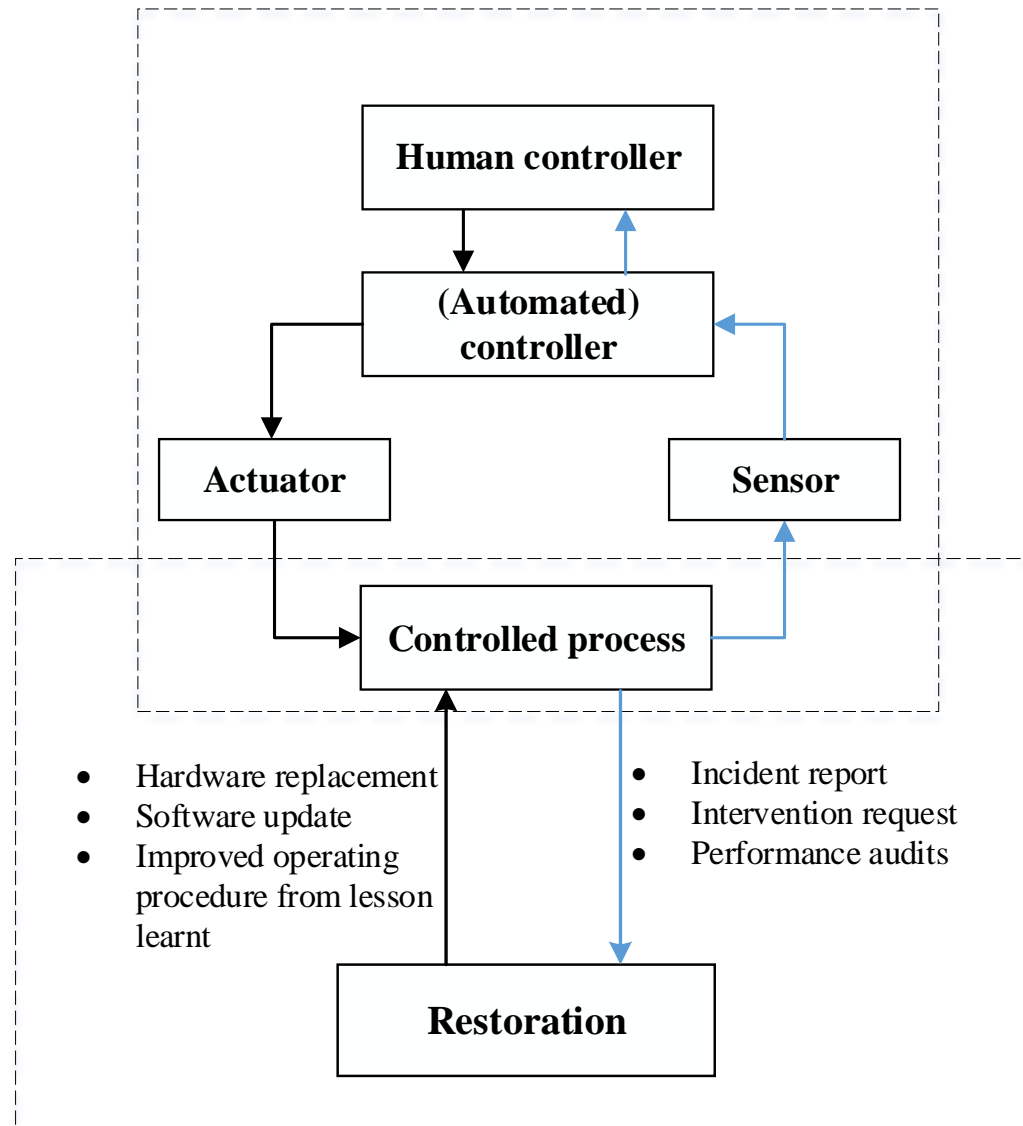 Human controller
(Automated)
controller
Actuator
Sensor
Controlled process
• Hardware replacement
• Software update
• Improved operating
procedure from lesson
learnt
• Incident report
• Intervention request
• Performance audits
Restoration